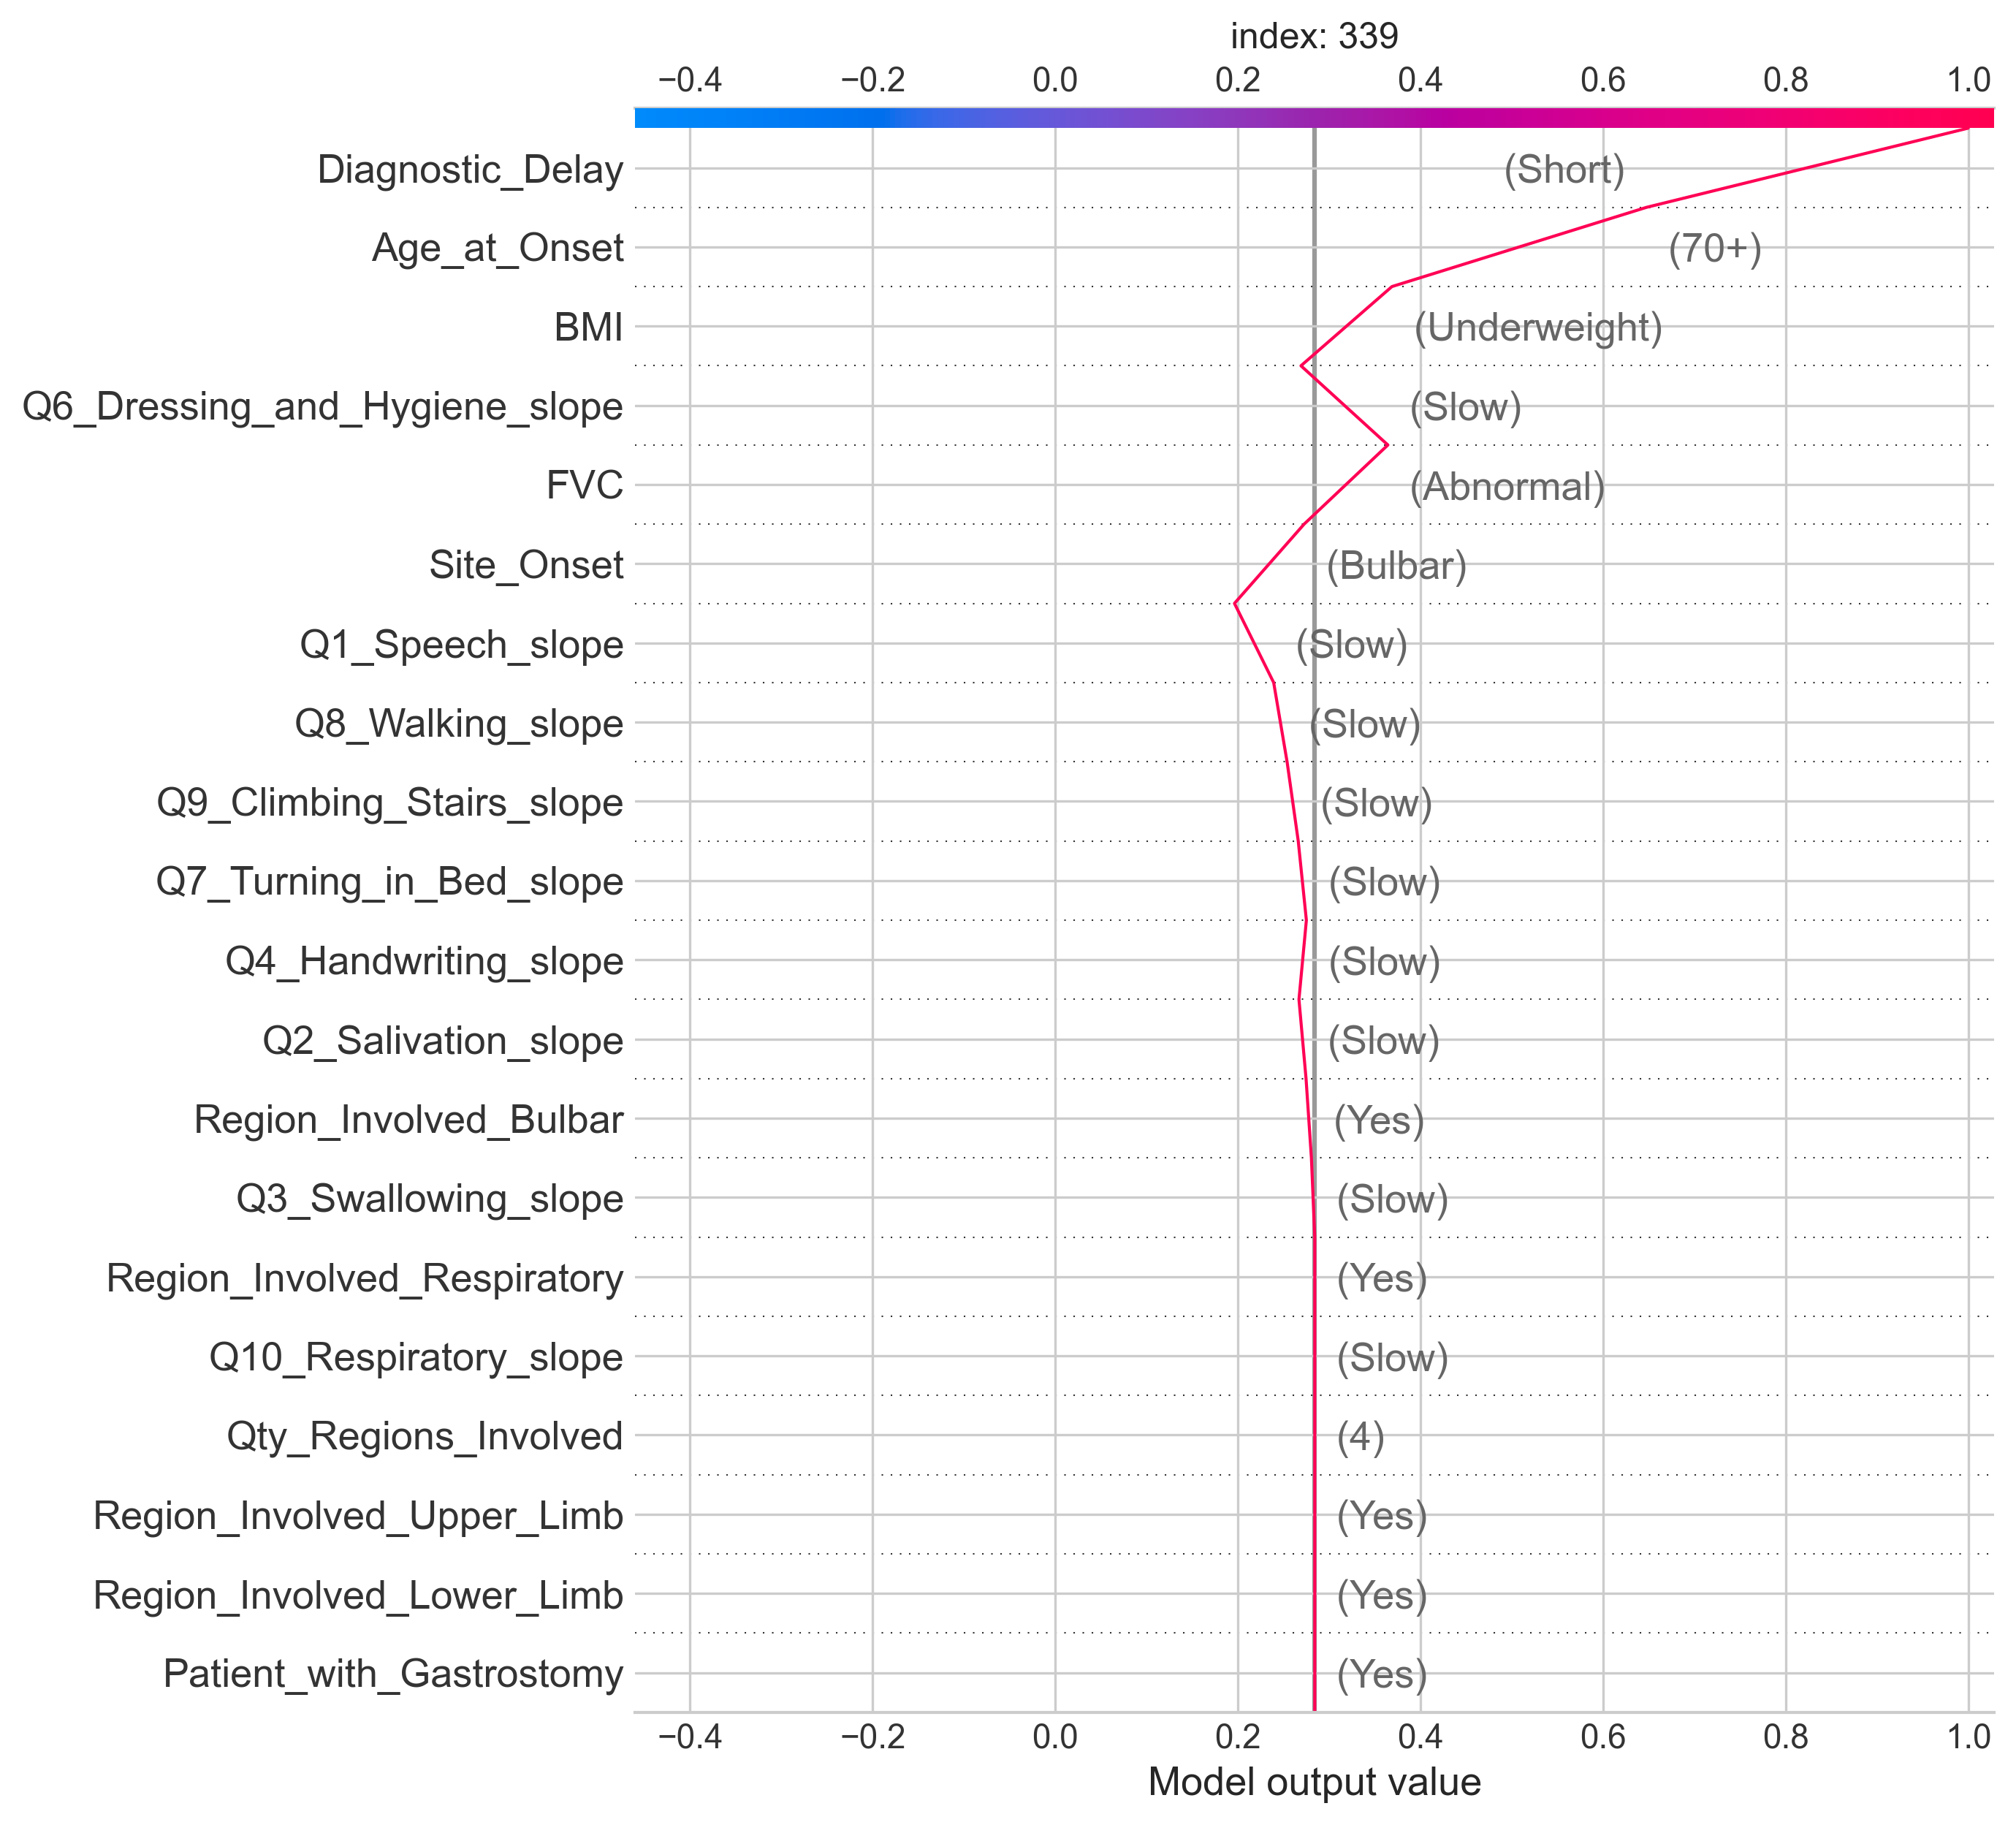 index: 339
−0.4 −0.2 0.0 0.2 0.4 0.6 0.8 1.0
Diagnostic_Delay (Short)
Age_at_Onset (70+)
BMI (Underweight)
Q6_Dressing_and_Hygiene_slope (Slow)
FVC (Abnormal)
Site_Onset (Bulbar)
Q1_Speech_slope (Slow)
Q8_Walking_slope (Slow)
Q9_Climbing_Stairs_slope (Slow)
Q7_Turning_in_Bed_slope (Slow)
Q4_Handwriting_slope (Slow)
Q2_Salivation_slope (Slow)
Region_Involved_Bulbar (Yes)
Q3_Swallowing_slope (Slow)
Region_Involved_Respiratory (Yes)
Q10_Respiratory_slope (Slow)
Qty_Regions_Involved (4)
Region_Involved_Upper_Limb (Yes)
Region_Involved_Lower_Limb (Yes)
Patient_with_Gastrostomy (Yes)
−0.4 −0.2 0.0 0.2 0.4 0.6 0.8 1.0
Model output value